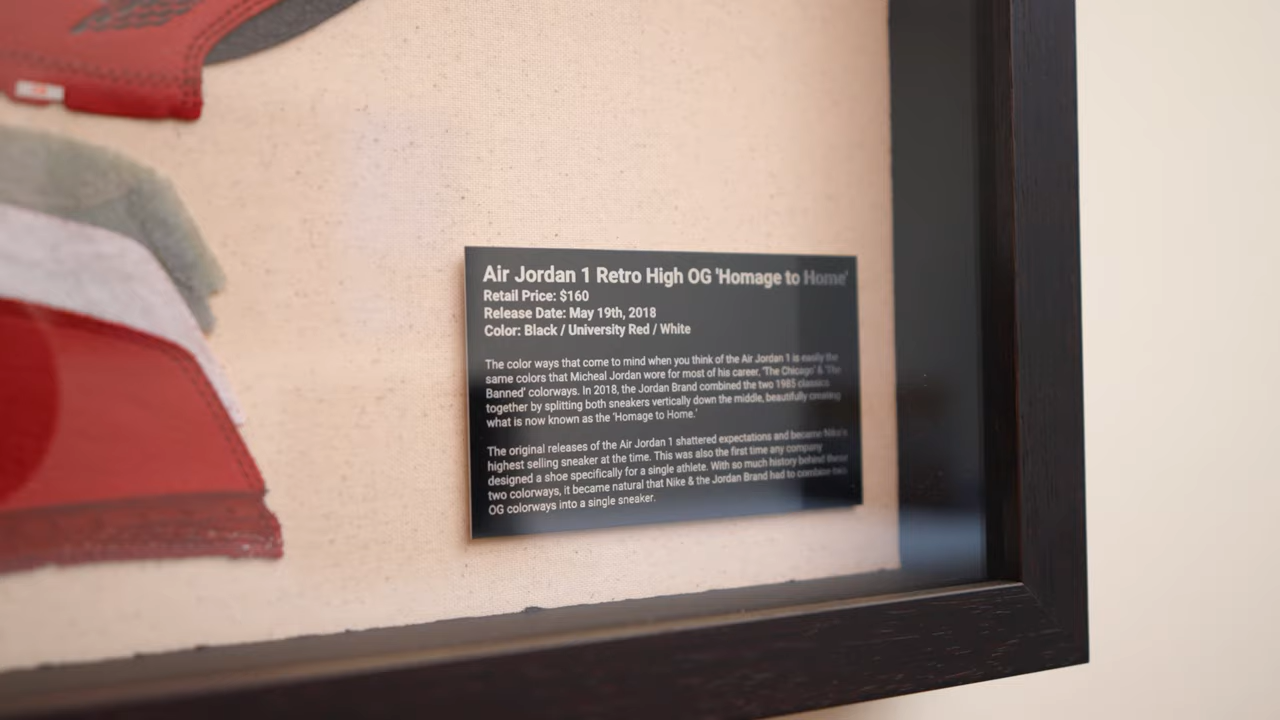 Air Jordan 1 Retro High OG 'Homage to Home'
Retail Price: $160
Release Date: May 19th, 2018
Color: Black / University Red / White
The color ways that come to mind when you think of the Air Jordan 1 is easily the
same colors that Micheal Jordan wore for most of his career, 'The Chicago' & 'The
Banned' colorways. In 2018, the Jordan Brand combined the two 1985 classics
together by splitting both sneakers vertically down the middle, beautifully creating
what is now known as the 'Homage to Home.'
The original releases of the Air Jordan 1 shattered expectations and became Nike's
highest selling sneaker at the time. This was also the first time any company
designed a shoe specifically for a single athlete. With so much history behind these
two colorways, it became natural that Nike & the Jordan Brand had to combine two
OG colorways into a single sneaker.